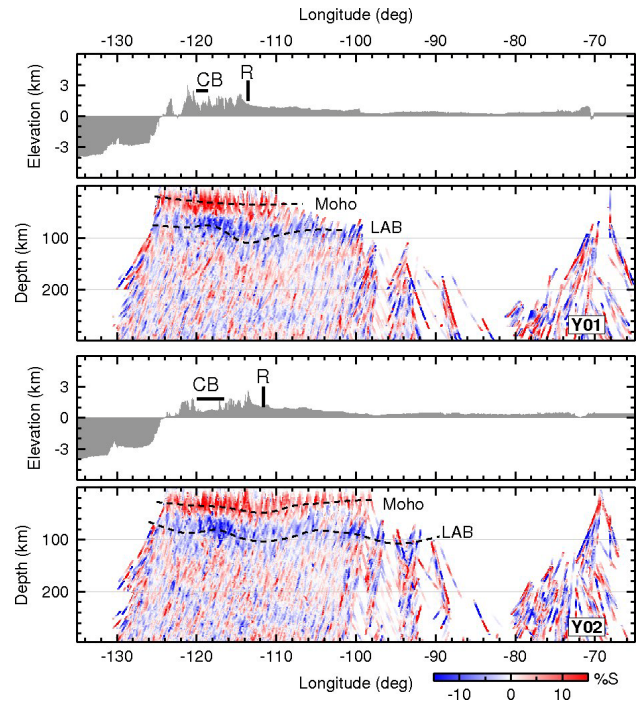 Longitude (deg)
-130 -120 -110 -100 -90 -80 -70
Elevation (km)
3
0
-3
CB
R
Depth (km)
100
200
Moho
LAB
Y01
Elevation (km)
3
0
-3
CB
R
Depth (km)
100
200
Moho
LAB
Y02
-130 -120 -110 -100 -90 -80 -70
Longitude (deg)
-10 0 10
%S